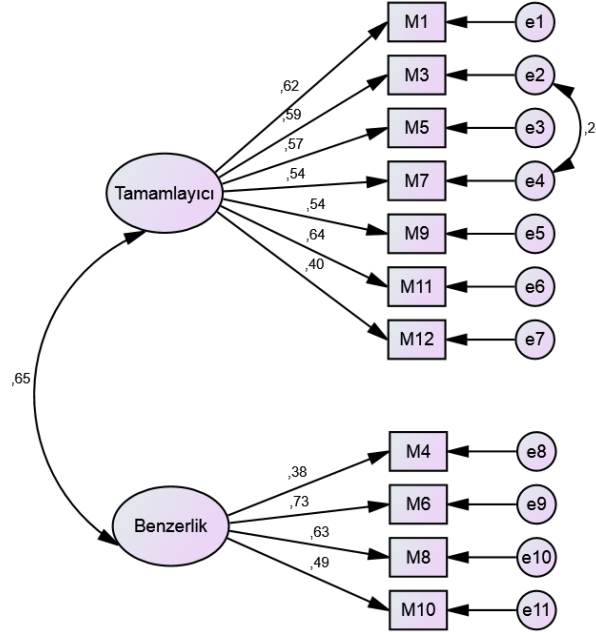 M1
e1
,62
M3
e2
,59
M5
e3
,57
M7
e4
,54
Tamamlayıcı
M9
e5
,54
M11
e6
,64
M12
e7
,40
,65
M4
e8
,38
M6
e9
,73
Benzerlik
M8
e10
,63
M10
e11
,49